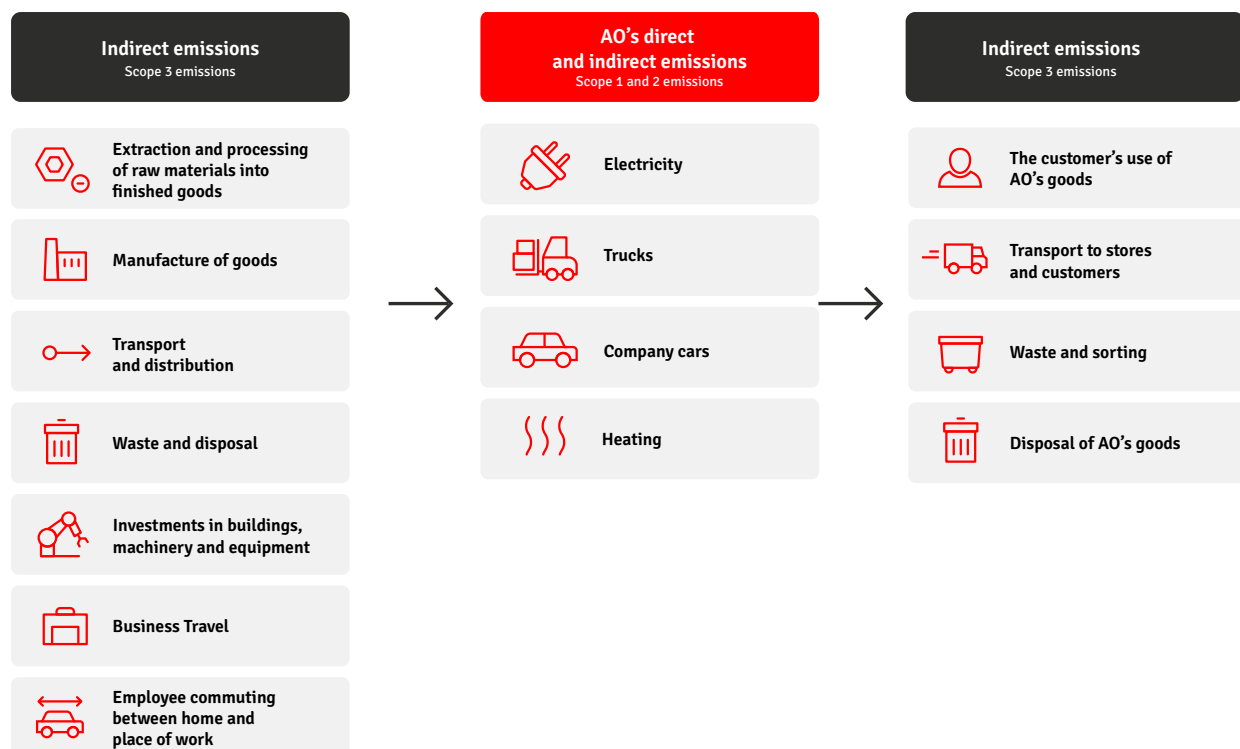 Indirect emissions
Scope 3 emissions
Extraction and processing
of raw materials into
finished goods
Manufacture of goods
Transport
and distribution
Waste and disposal
Investments in buildings,
machinery and equipment
Business Travel
Employee commuting
between home and
place of work
AO’s direct
and indirect emissions
Scope 1 and 2 emissions
Electricity
Trucks
Company cars
Heating
Indirect emissions
Scope 3 emissions
The customer’s use of
AO’s goods
Transport to stores
and customers
Waste and sorting
Disposal of AO’s goods